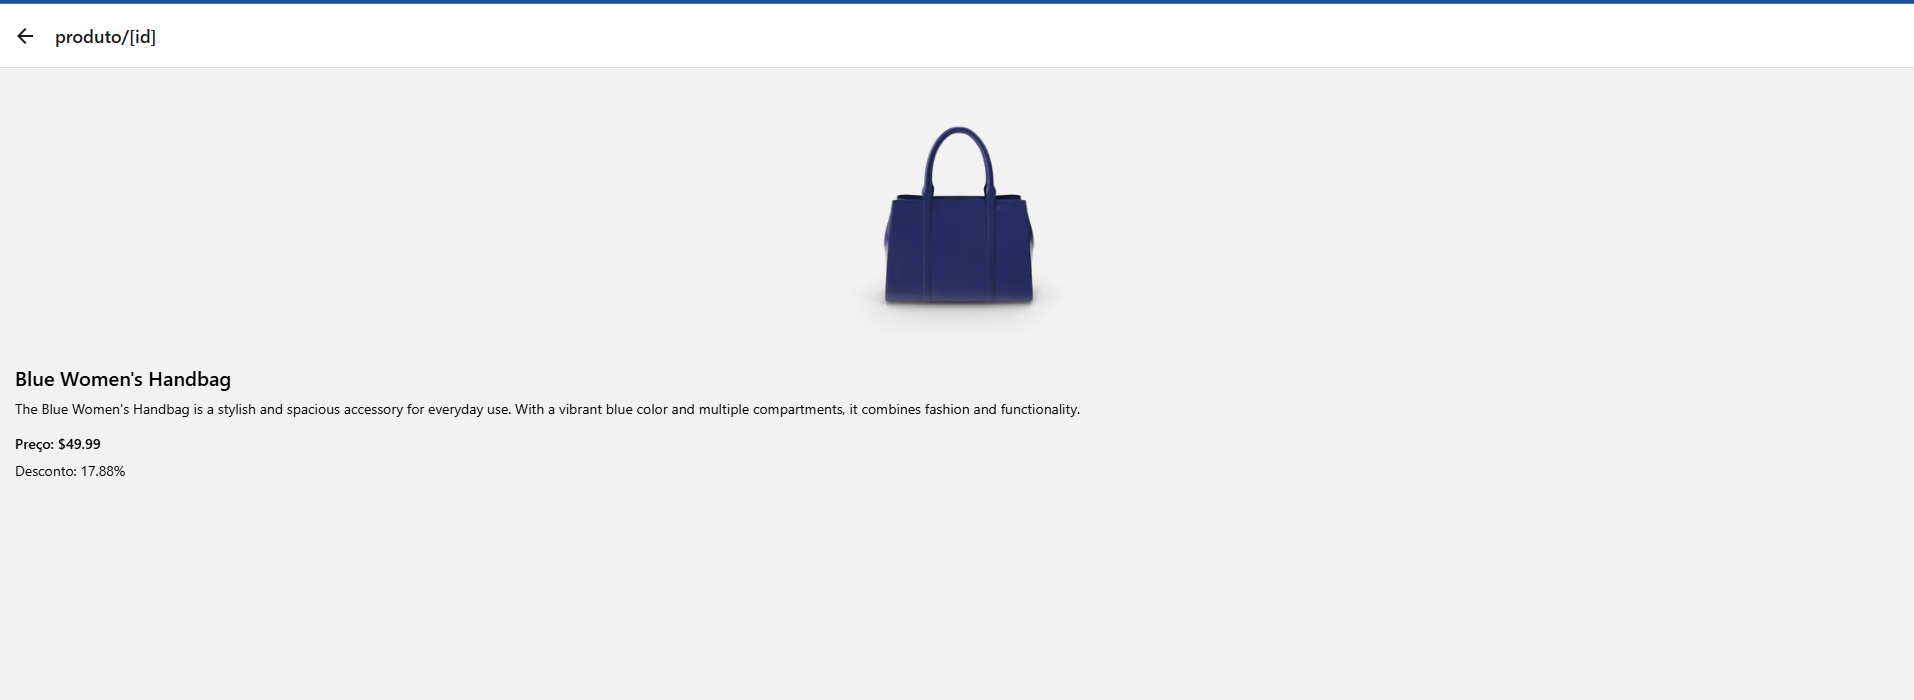 produto/[id]
Blue Women's Handbag
The Blue Women's Handbag is a stylish and spacious accessory for everyday use. With a vibrant blue color and multiple compartments, it combines fashion and functionality.
Preço: $49.99
Desconto: 17.88%